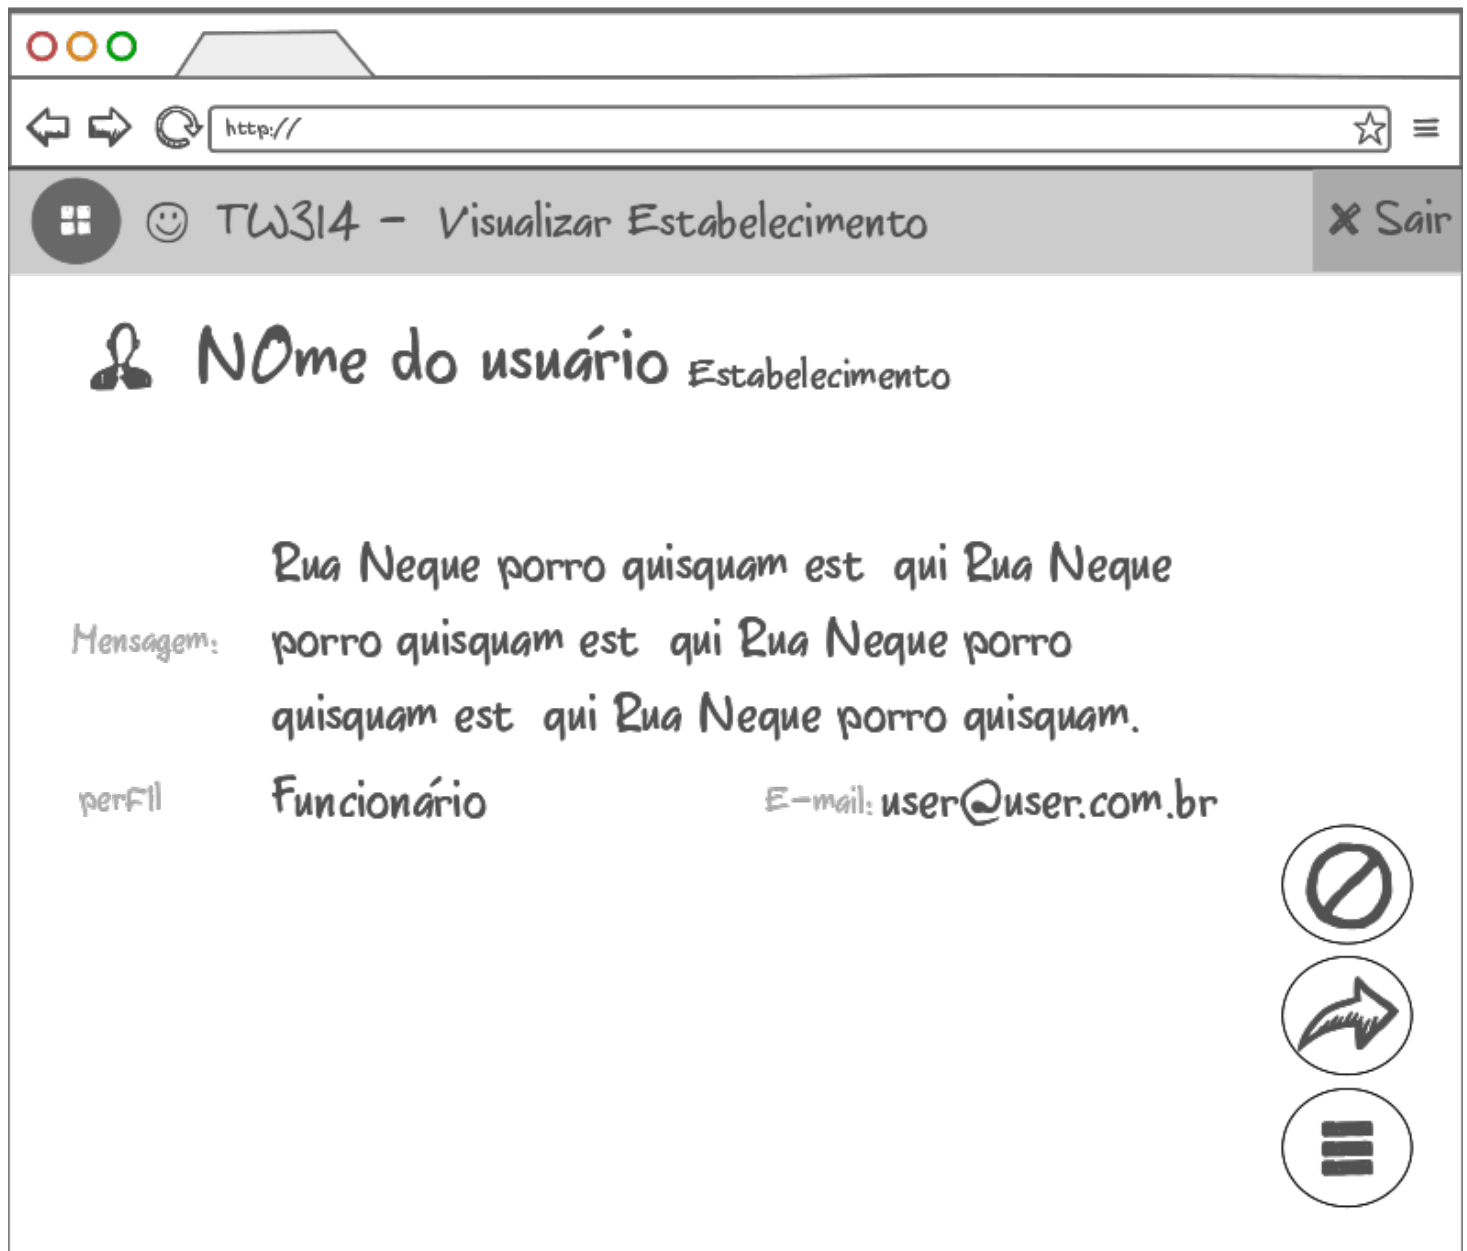 http://
TW314 - Visualizar Estabelecimento
Sair
NOme do usuário Estabelecimento
Rua Neque porro quisquam est qui Rua Neque
Mensagem: porro quisquam est qui Rua Neque porro
quisquam est qui Rua Neque porro quisquam.
perFIl Funcionário E-mail: user@user.com.br